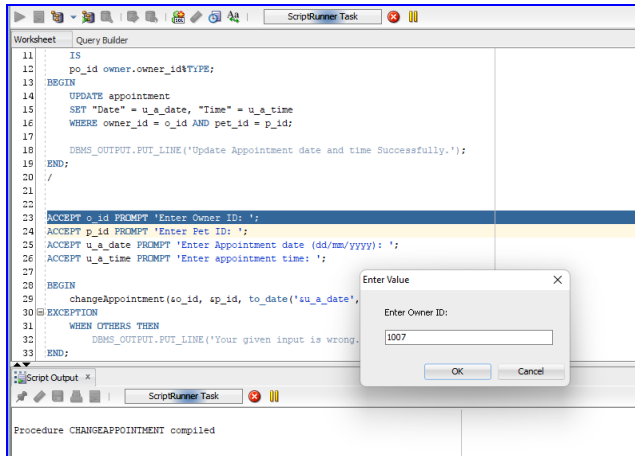 ScriptRunner Task
Worksheet Query Builder
11 IS
12 po_id owner.owner_id%TYPE;
13 BEGIN
14 UPDATE appointment
15 SET "Date" = u_a_date, "Time" = u_a_time
16 WHERE owner_id = o_id AND pet_id = p_id;
17
18 DBMS_OUTPUT.PUT_LINE('Update Appointment date and time Successfully.');
19 END;
20 /
21
22
23 ACCEPT o_id PROMPT 'Enter Owner ID: ';
24 ACCEPT p_id PROMPT 'Enter Pet ID: ';
25 ACCEPT u_a_date PROMPT 'Enter Appointment date (dd/mm/yyyy): ';
26 ACCEPT u_a_time PROMPT 'Enter appointment time: ';
27
28 BEGIN
29 changeAppointment(&o_id, &p_id, to_date('&u_a_date',
30 EXCEPTION
31 WHEN OTHERS THEN
32 DBMS_OUTPUT.PUT_LINE('Your given input is wrong.
33 END;
Enter Value
Enter Owner ID:
1007
OK Cancel
Script Output
ScriptRunner Task
Procedure CHANGEAPPOINTMENT compiled